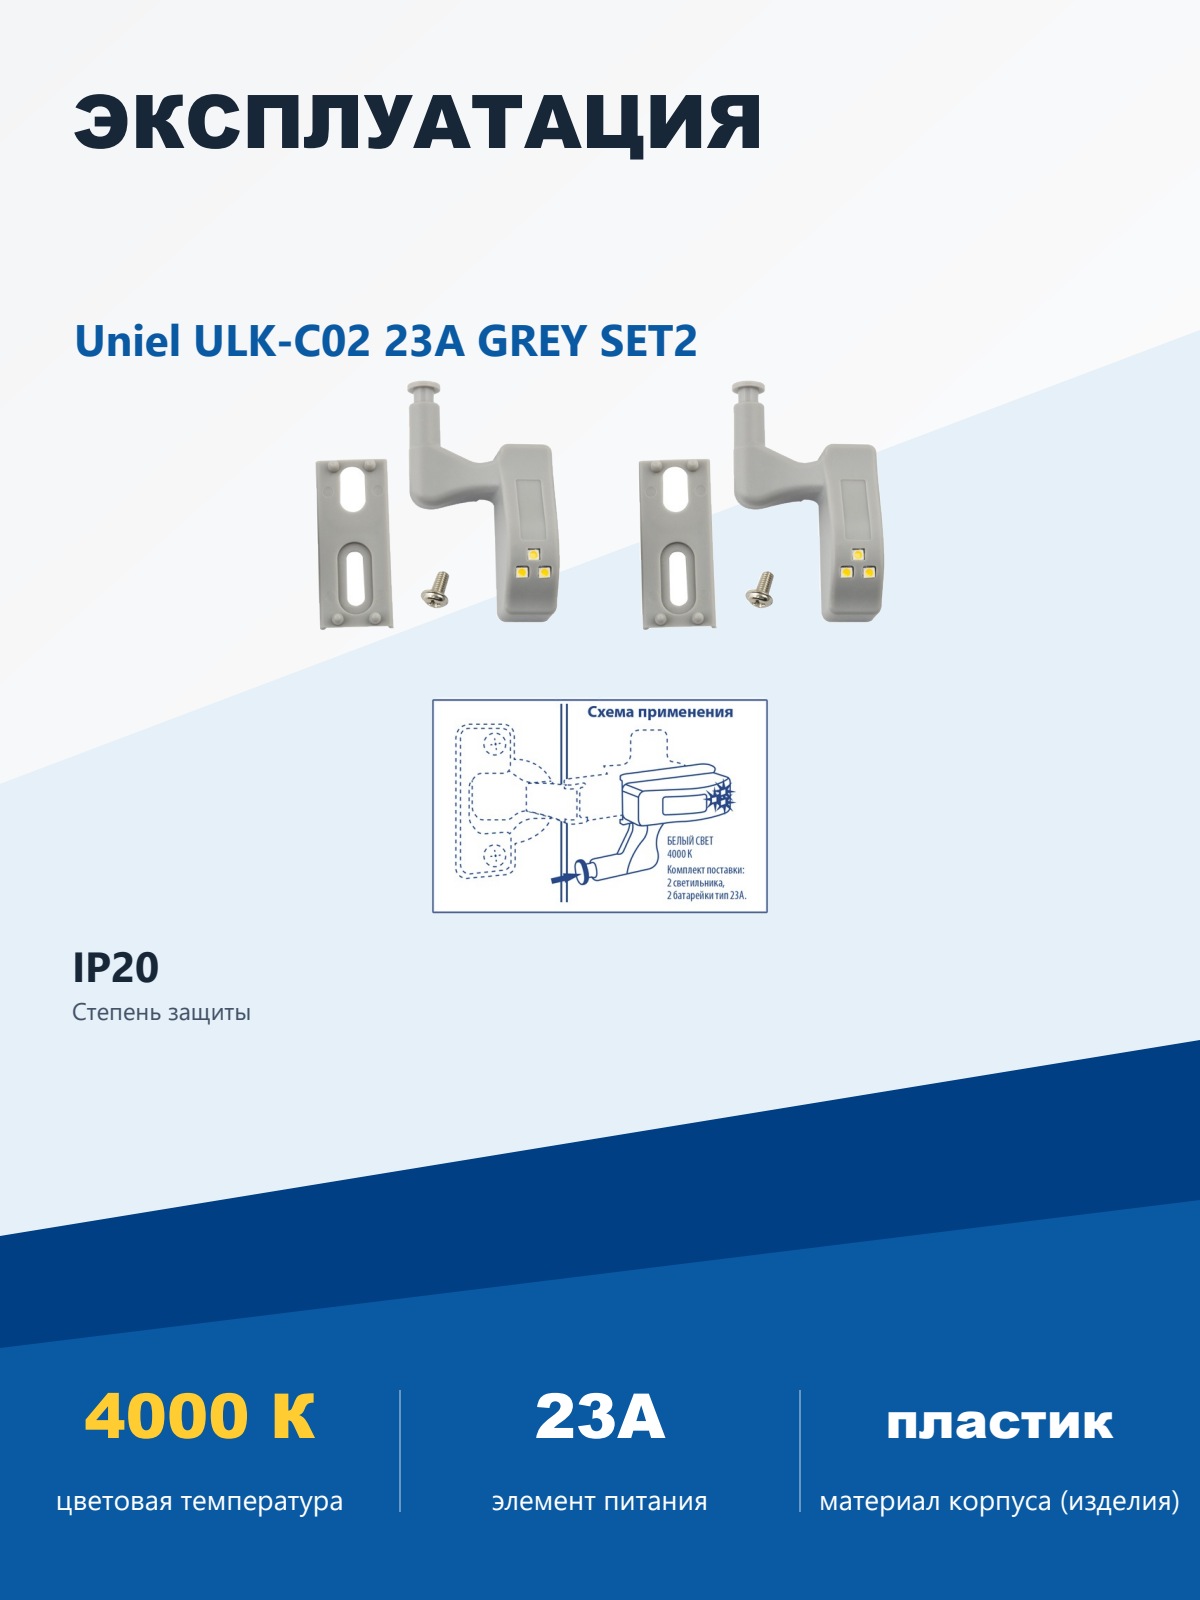 ЭКСПЛУАТАЦИЯ
Uniel ULK-C02 23A GREY SET2
Схема применения
БЕЛЫЙ СВЕТ
4000 К
Комплект поставки:
2 светильника,
2 батарейки тип 23А.
IP20
Степень защиты
4000 К
цветовая температура
23A
элемент питания
пластик
материал корпуса (изделия)